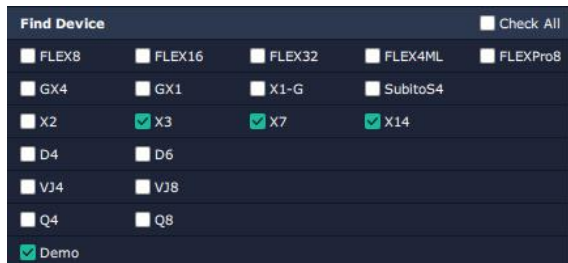 Find Device Check All
FLEX8 FLEX16 FLEX32 FLEX4ML FLEXPro8
GX4 GX1 X1-G SubitoS4
X2 X3 X7 X14
D4 D6
VJ4 VJ8
Q4 Q8
Demo